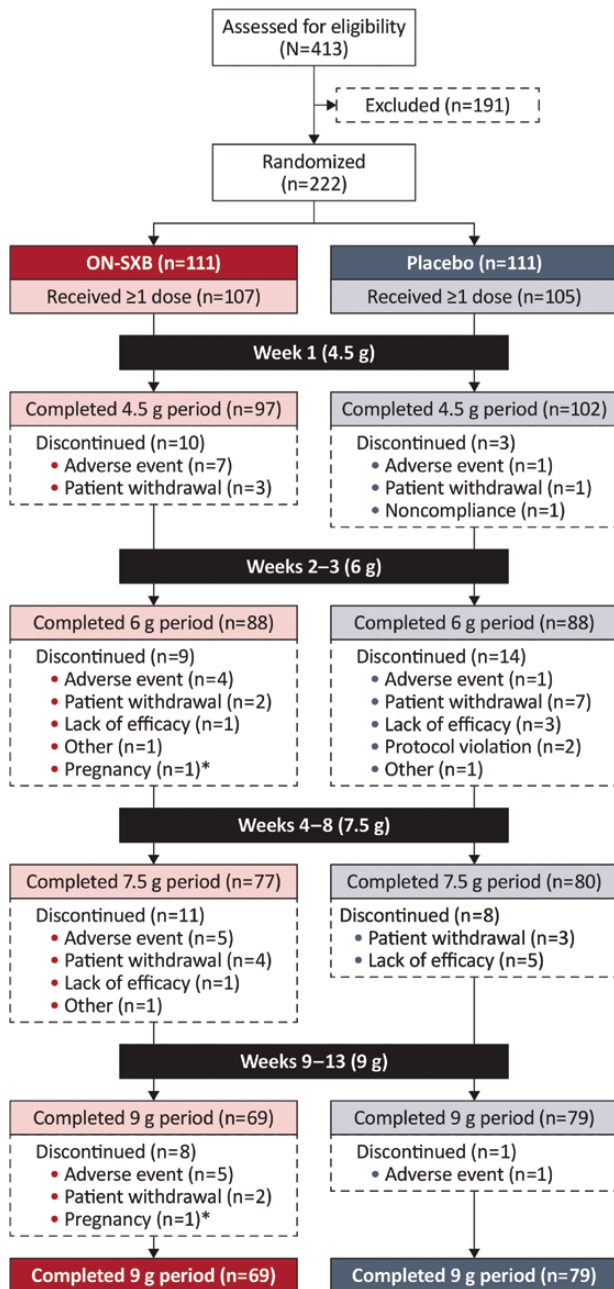 Assessed for eligibility
(N=413)
Excluded (n=191)
Randomized
(n=222)
ON-SXB (n=111)
Received ≥1 dose (n=107)
Placebo (n=111)
Received ≥1 dose (n=105)
Week 1 (4.5 g)
Completed 4.5 g period (n=97)
Discontinued (n=10)
• Adverse event (n=7)
• Patient withdrawal (n=3)
Completed 4.5 g period (n=102)
Discontinued (n=3)
• Adverse event (n=1)
• Patient withdrawal (n=1)
• Noncompliance (n=1)
Weeks 2–3 (6 g)
Completed 6 g period (n=88)
Discontinued (n=9)
• Adverse event (n=4)
• Patient withdrawal (n=2)
• Lack of efficacy (n=1)
• Other (n=1)
• Pregnancy (n=1)*
Completed 6 g period (n=88)
Discontinued (n=14)
• Adverse event (n=1)
• Patient withdrawal (n=7)
• Lack of efficacy (n=3)
• Protocol violation (n=2)
• Other (n=1)
Weeks 4–8 (7.5 g)
Completed 7.5 g period (n=77)
Discontinued (n=11)
• Adverse event (n=5)
• Patient withdrawal (n=4)
• Lack of efficacy (n=1)
• Other (n=1)
Completed 7.5 g period (n=80)
Discontinued (n=8)
• Patient withdrawal (n=3)
• Lack of efficacy (n=5)
Weeks 9–13 (9 g)
Completed 9 g period (n=69)
Discontinued (n=8)
• Adverse event (n=5)
• Patient withdrawal (n=2)
• Pregnancy (n=1)*
Completed 9 g period (n=79)
Discontinued (n=1)
• Adverse event (n=1)
Completed 9 g period (n=69)
Completed 9 g period (n=79)